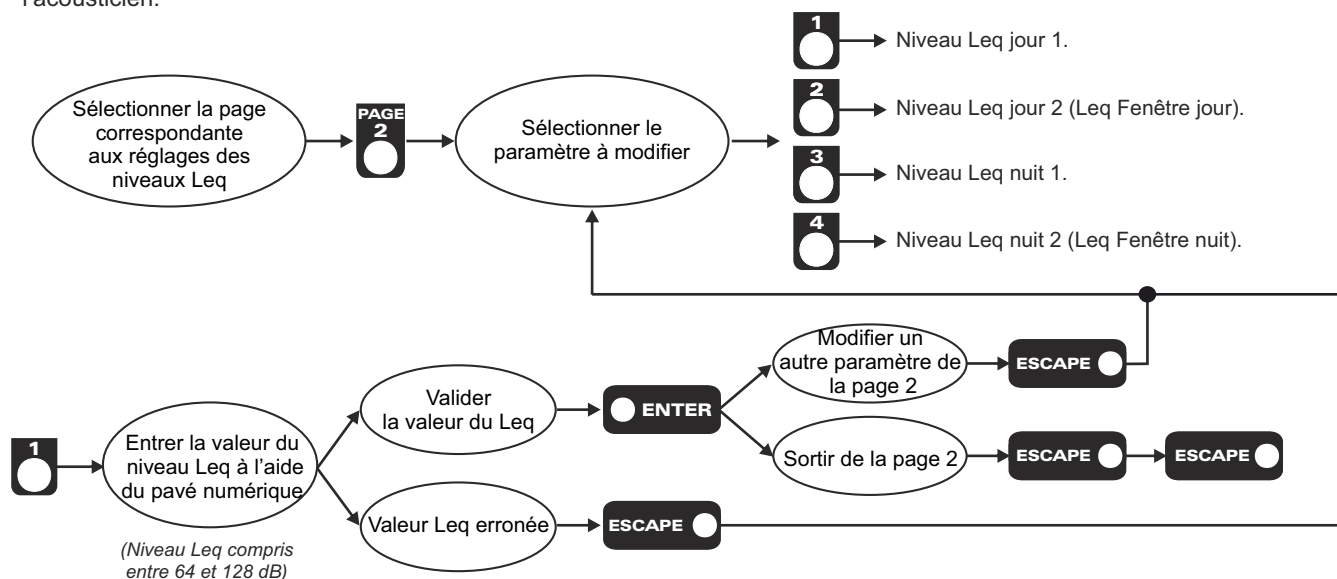 l'acousticien.
Sélectionner la page
correspondante
aux réglages des
niveaux Leq
PAGE
2
Sélectionner le
paramètre à modifier
1
Niveau Leq jour 1.
2
Niveau Leq jour 2 (Leq Fenêtre jour).
3
Niveau Leq nuit 1.
4
Niveau Leq nuit 2 (Leq Fenêtre nuit).
1
Entrer la valeur du
niveau Leq à l'aide
du pavé numérique
(Niveau Leq compris
entre 64 et 128 dB)
Valider
la valeur du Leq
ENTER
Modifier un
autre paramètre de
la page 2
ESCAPE
Sortir de la page 2
ESCAPE
ESCAPE
Valeur Leq erronée
ESCAPE